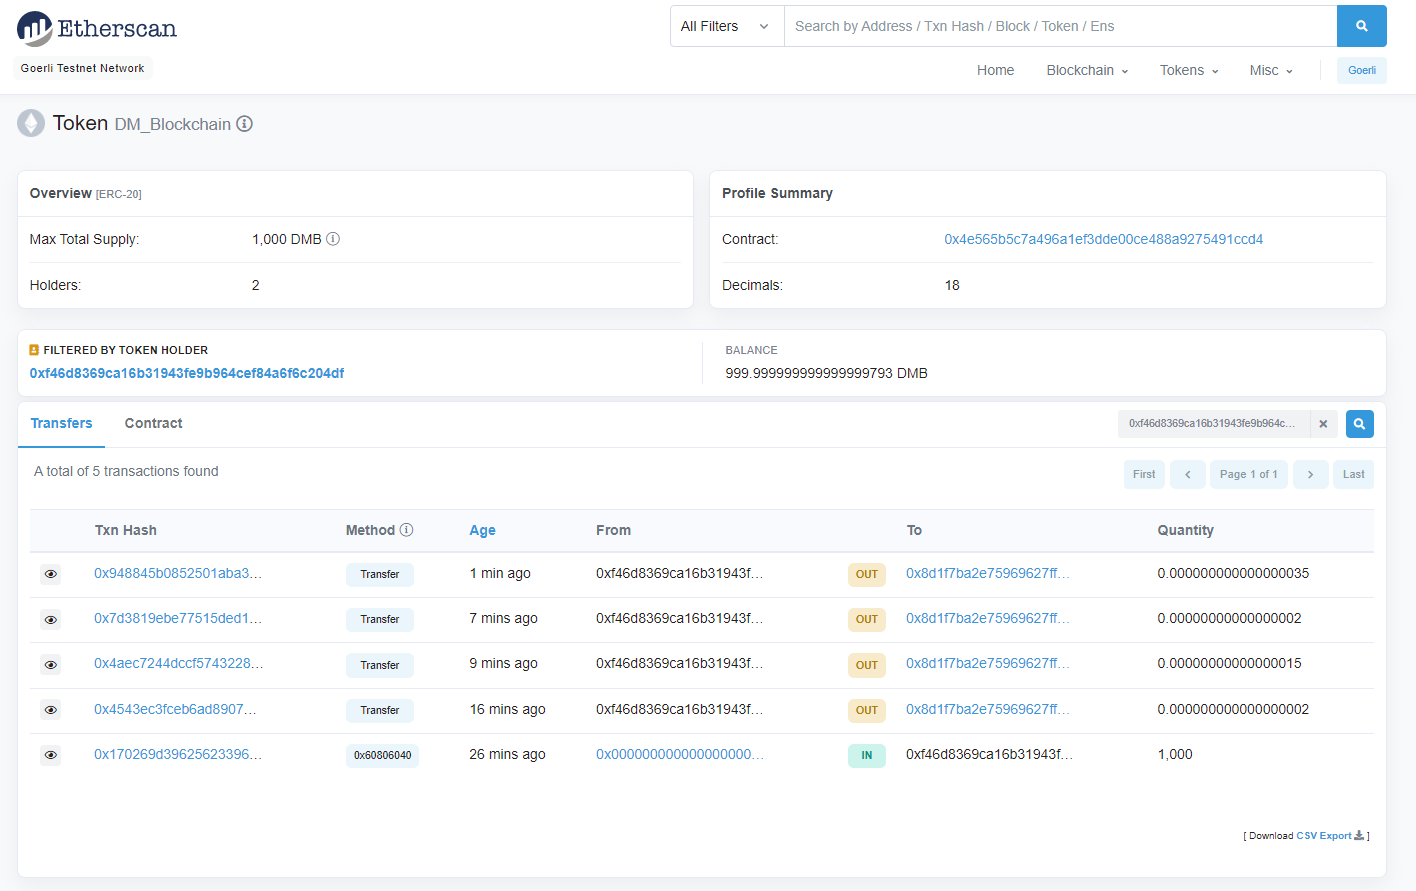 Etherscan
All Filters
Search by Address / Txn Hash / Block / Token / Ens
Goerli Testnet Network
Home Blockchain Tokens Misc Goerli
Token DM_Blockchain
Overview [ERC-20]
Profile Summary
Max Total Supply: 1,000 DMB
Contract: 0x4e565b5c7a496a1ef3dde00ce488a9275491ccd4
Holders: 2
Decimals: 18
FILTERED BY TOKEN HOLDER
0xf46d8369ca16b31943fe9b964cef84a6f6c204df
BALANCE
999.999999999999999793 DMB
Transfers Contract
0xf46d8369ca16b31943fe9b964c...
A total of 5 transactions found
First Page 1 of 1 Last
Txn Hash Method Age From To Quantity
0x948845b0852501aba3... Transfer 1 min ago 0xf46d8369ca16b31943f... OUT 0x8d1f7ba2e75969627ff... 0.000000000000000035
0x7d3819ebe77515ded1... Transfer 7 mins ago 0xf46d8369ca16b31943f... OUT 0x8d1f7ba2e75969627ff... 0.00000000000000002
0x4aec7244dccf5743228... Transfer 9 mins ago 0xf46d8369ca16b31943f... OUT 0x8d1f7ba2e75969627ff... 0.00000000000000015
0x4543ec3fceb6ad8907... Transfer 16 mins ago 0xf46d8369ca16b31943f... OUT 0x8d1f7ba2e75969627ff... 0.000000000000000002
0x170269d39625623396... 0x60806040 26 mins ago 0x000000000000000000... IN 0xf46d8369ca16b31943f... 1,000
[ Download CSV Export ]